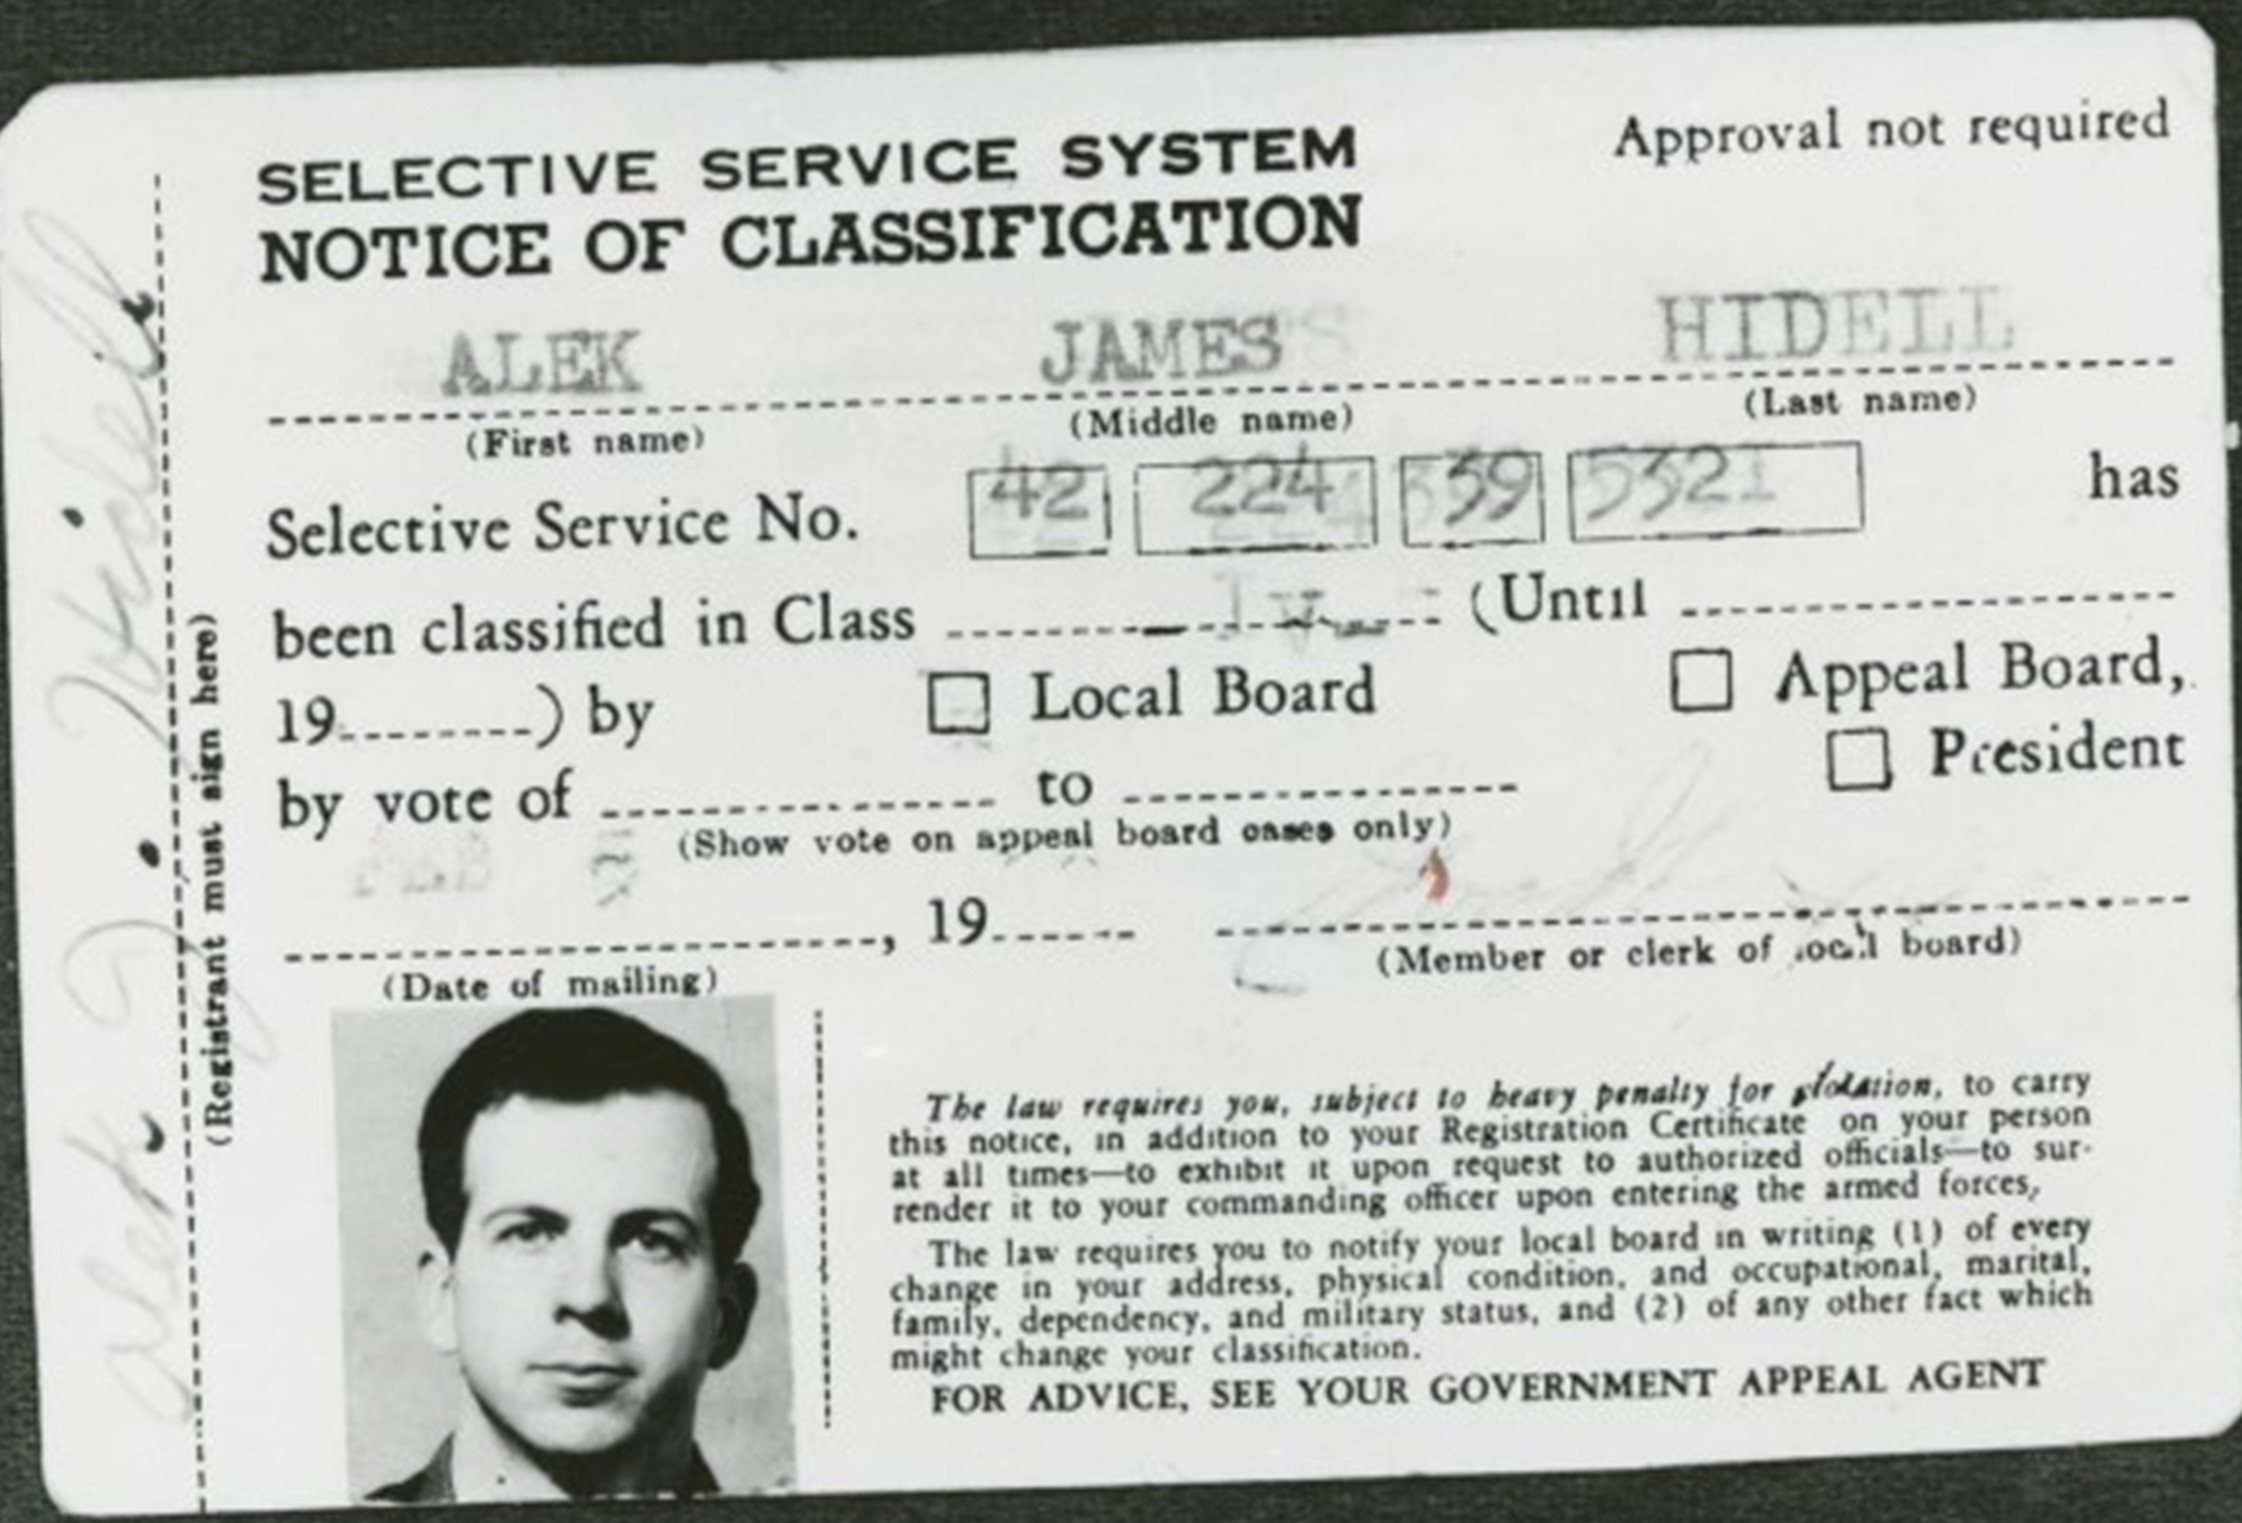 Approval not required
SELECTIVE SERVICE SYSTEM
NOTICE OF CLASSIFICATION
ALEK JAMES HIDELL
(First name) (Middle name) (Last name)
Selective Service No. 42 224 39 5321 has
been classified in Class IV (Until
19 ) by Local Board Appeal Board,
President
by vote of to
(Show vote on appeal board cases only)
, 19
(Date of mailing) (Member or clerk of local board)
The law requires you, subject to heavy penalty for violation, to carry
this notice, in addition to your Registration Certificate on your person
at all times—to exhibit it upon request to authorized officials—to sur-
render it to your commanding officer upon entering the armed forces,
The law requires you to notify your local board in writing (1) of every
change in your address, physical condition, and occupational, marital,
family, dependency, and military status, and (2) of any other fact which
might change your classification.
FOR ADVICE, SEE YOUR GOVERNMENT APPEAL AGENT
Alek J. Hidell
(Registrant must sign here)